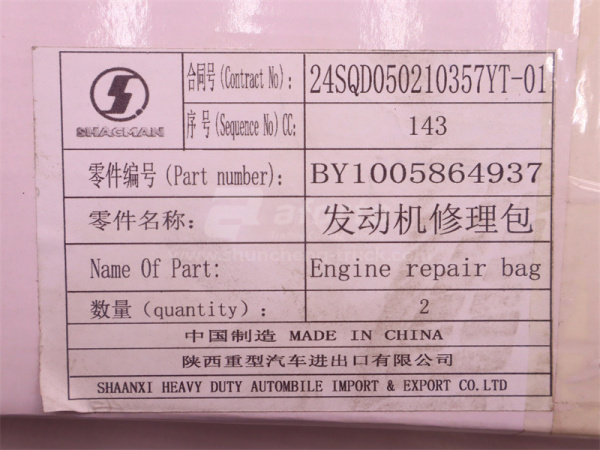 SHACMAN
合同号(Contract No): 24SQD050210357YT-01
序号(Sequence No)CC: 143
零件编号(Part number): BY1005864937
零件名称: 发动机修理包
Name Of Part: Engine repair bag
数量(quantity): 2
中国制造 MADE IN CHINA
陕西重型汽车进出口有限公司
SHAANXI HEAVY DUTY AUTOMBILE IMPORT & EXPORT CO.LTD